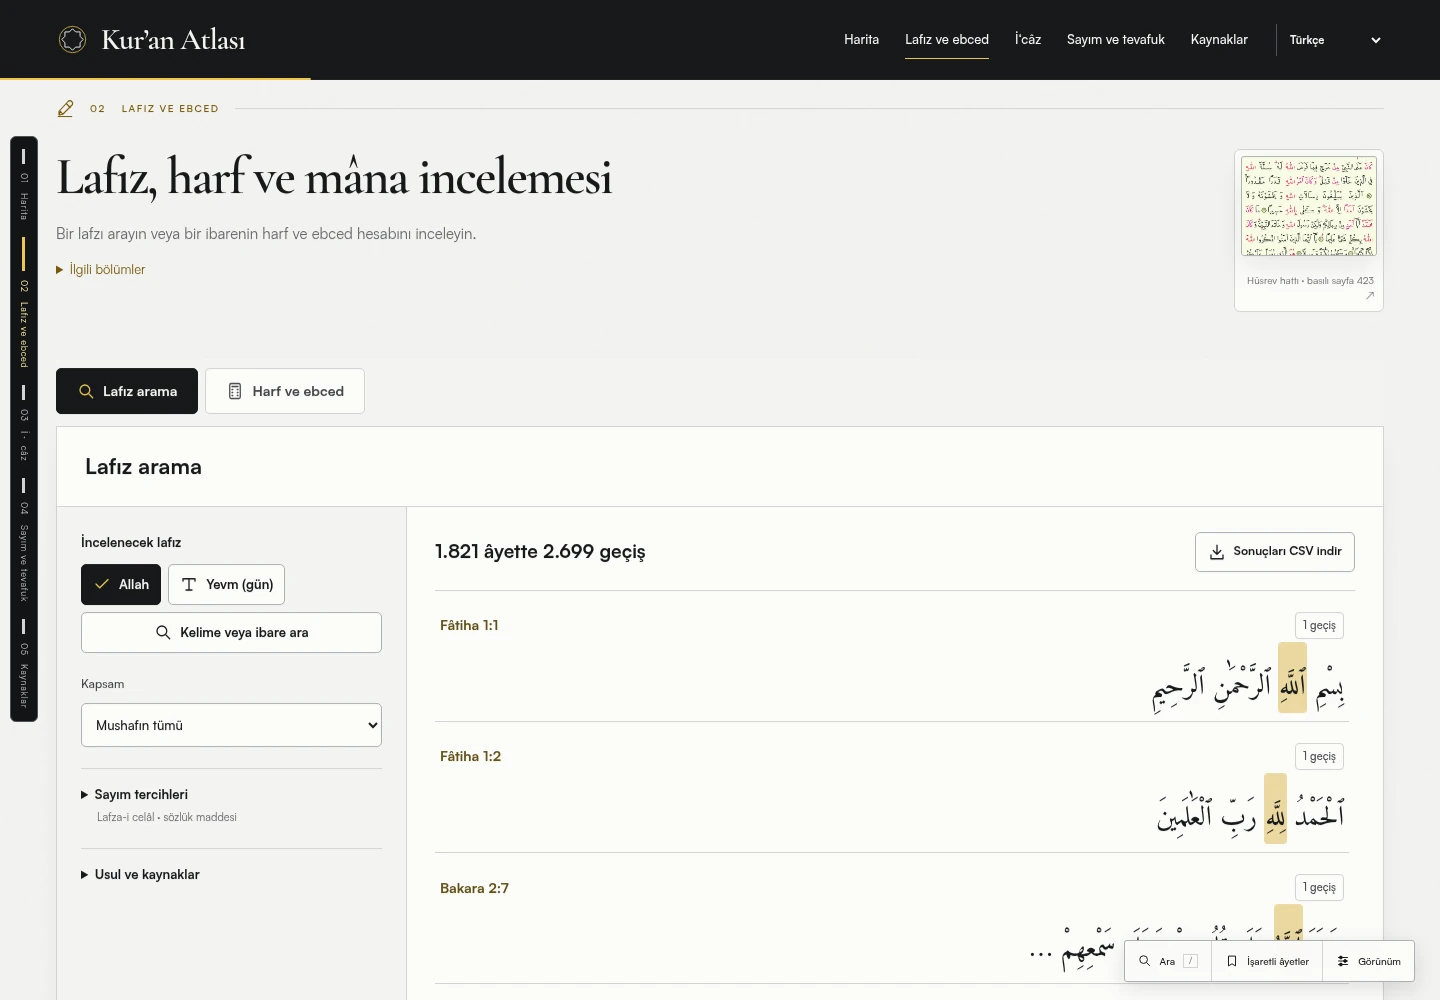 Kur’an Atlası
Harita
Lafız ve ebced
İ‘câz
Sayım ve tevafuk
Kaynaklar
Türkçe
02 LAFIZ VE EBCED
01 Harita
02 Lafız ve ebced
03 İ‘câz
04 Sayım ve tevafuk
05 Kaynaklar
Lafız, harf ve mâna incelemesi
Bir lafzı arayın veya bir ibarenin harf ve ebced hesabını inceleyin.
İlgili bölümler
Hüsrev hattı · basılı sayfa 423 ↗
Lafız arama
Harf ve ebced
Lafız arama
İncelenecek lafız
Allah
Yevm (gün)
Kelime veya ibare ara
Kapsam
Mushafın tümü
Sayım tercihleri
Lafza-i celâl · sözlük maddesi
Usul ve kaynaklar
1.821 âyette 2.699 geçiş
Sonuçları CSV indir
Fâtiha 1:1
1 geçiş
بِسْمِ ٱللَّهِ ٱلرَّحْمَٰنِ ٱلرَّحِيمِ
Fâtiha 1:2
1 geçiş
ٱلْحَمْدُ لِلَّهِ رَبِّ ٱلْعَٰلَمِينَ
Bakara 2:7
1 geçiş
سَمْعِهِمْ ...
Ara /
İşaretli âyetler
Görünüm